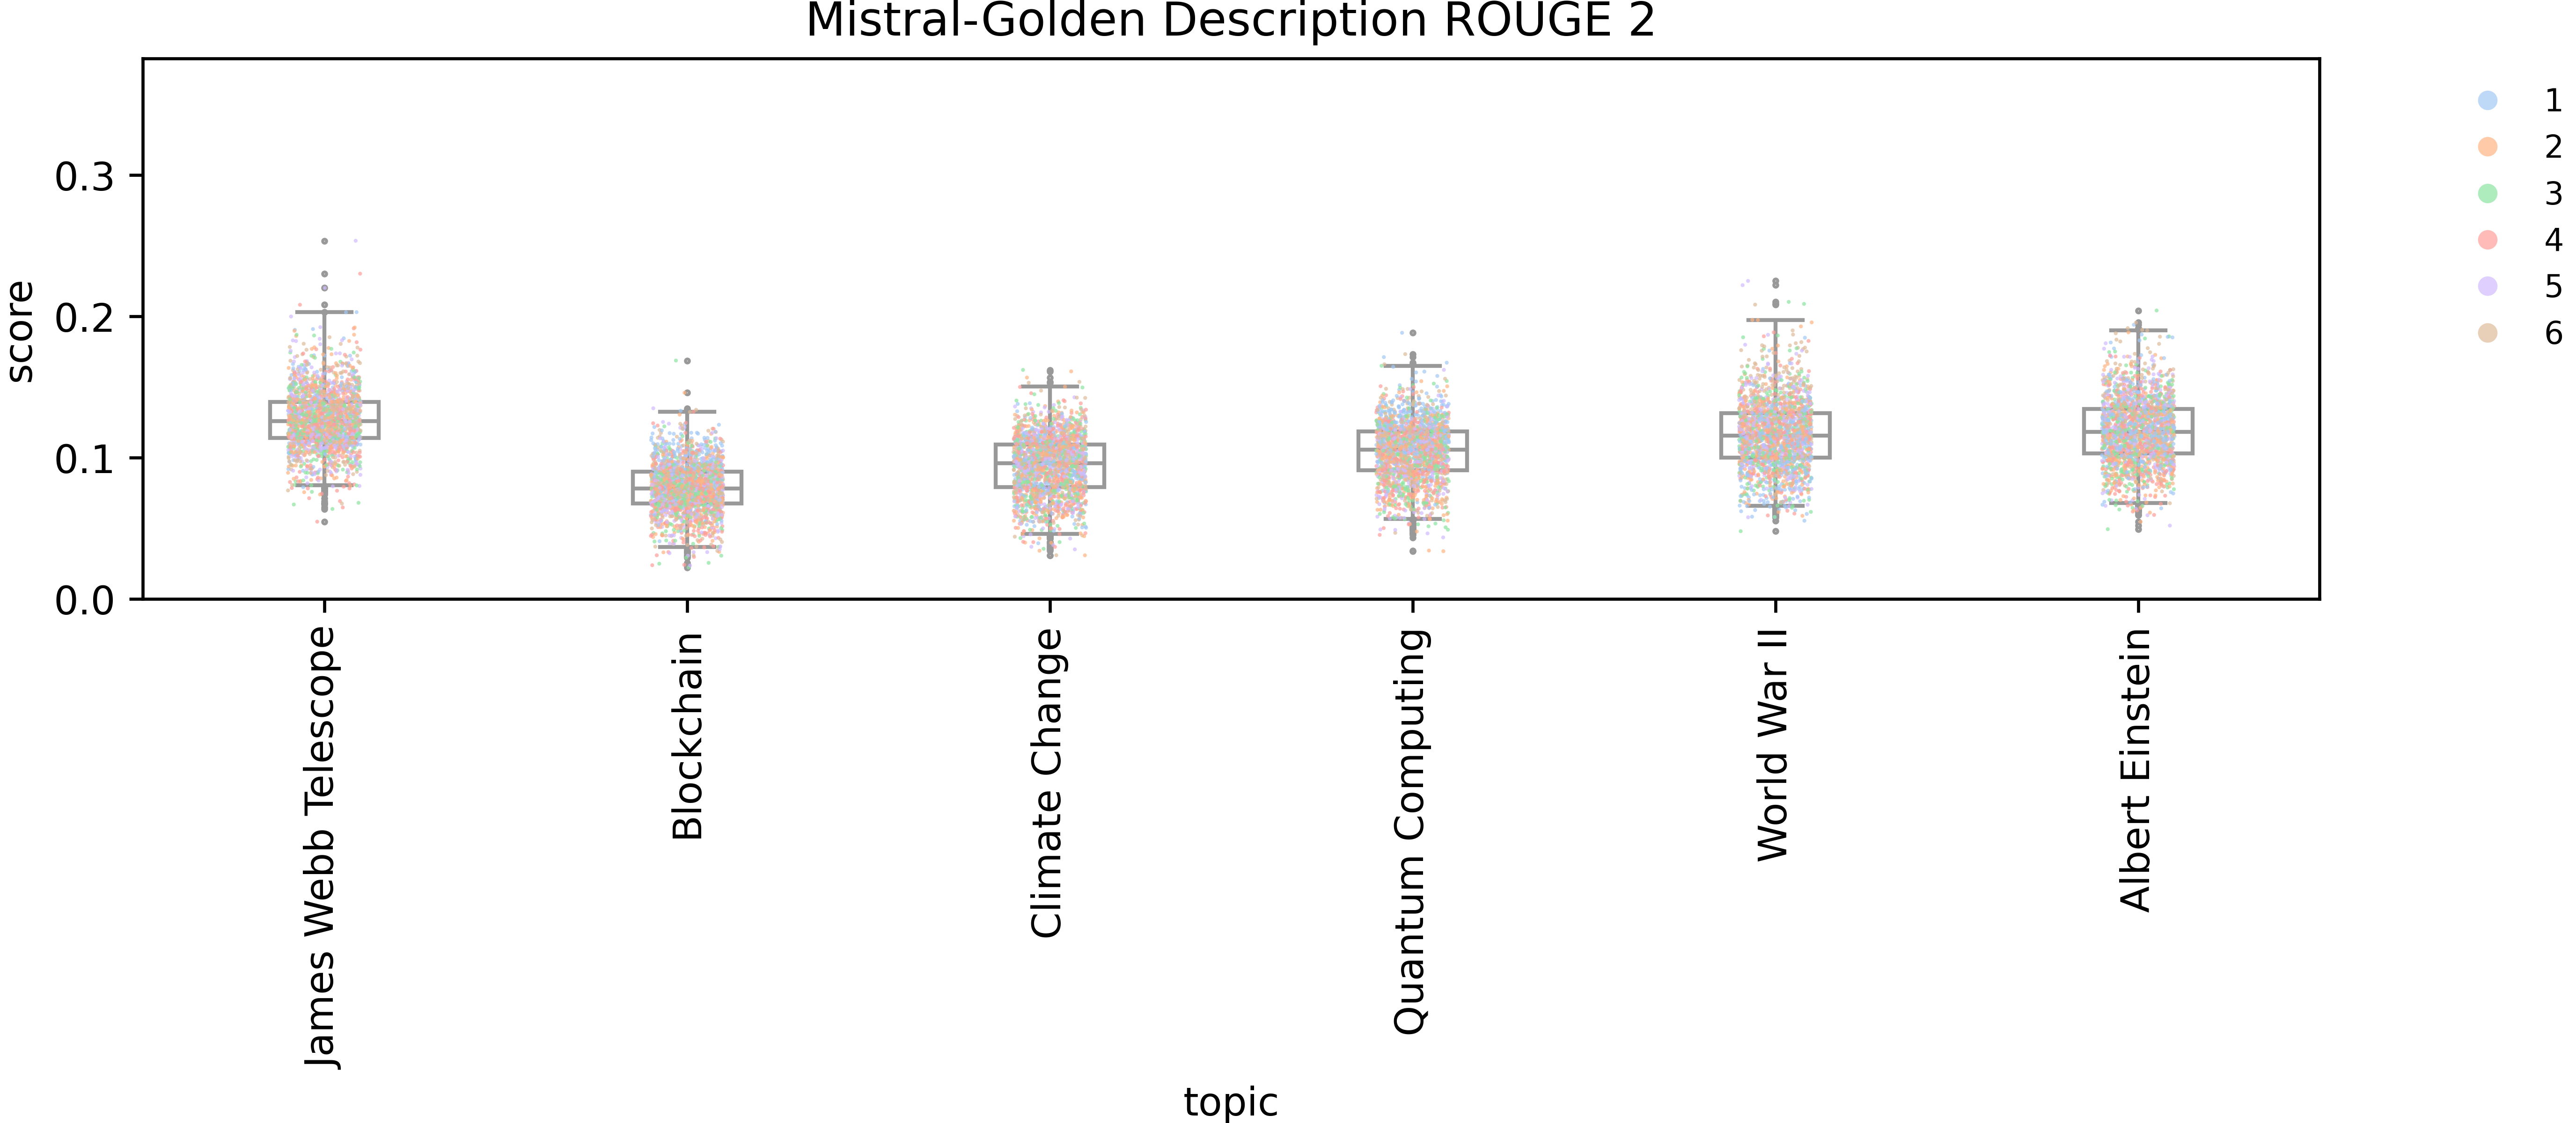 Mistral-Golden Description ROUGE 2
score
0.3
0.2
0.1
0.0
1
2
3
4
5
6
James Webb Telescope
Blockchain
Climate Change
Quantum Computing
World War II
Albert Einstein
topic